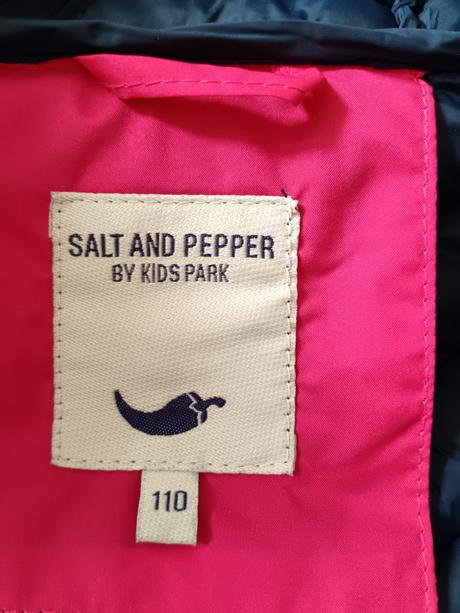 SALT AND PEPPER
BY KIDS PARK
110